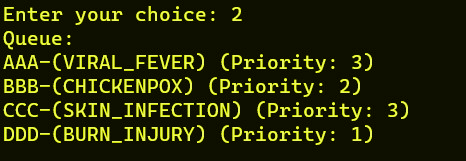 Enter your choice: 2
Queue:
AAA-(VIRAL_FEVER) (Priority: 3)
BBB-(CHICKENPOX) (Priority: 2)
CCC-(SKIN_INFECTION) (Priority: 3)
DDD-(BURN_INJURY) (Priority: 1)